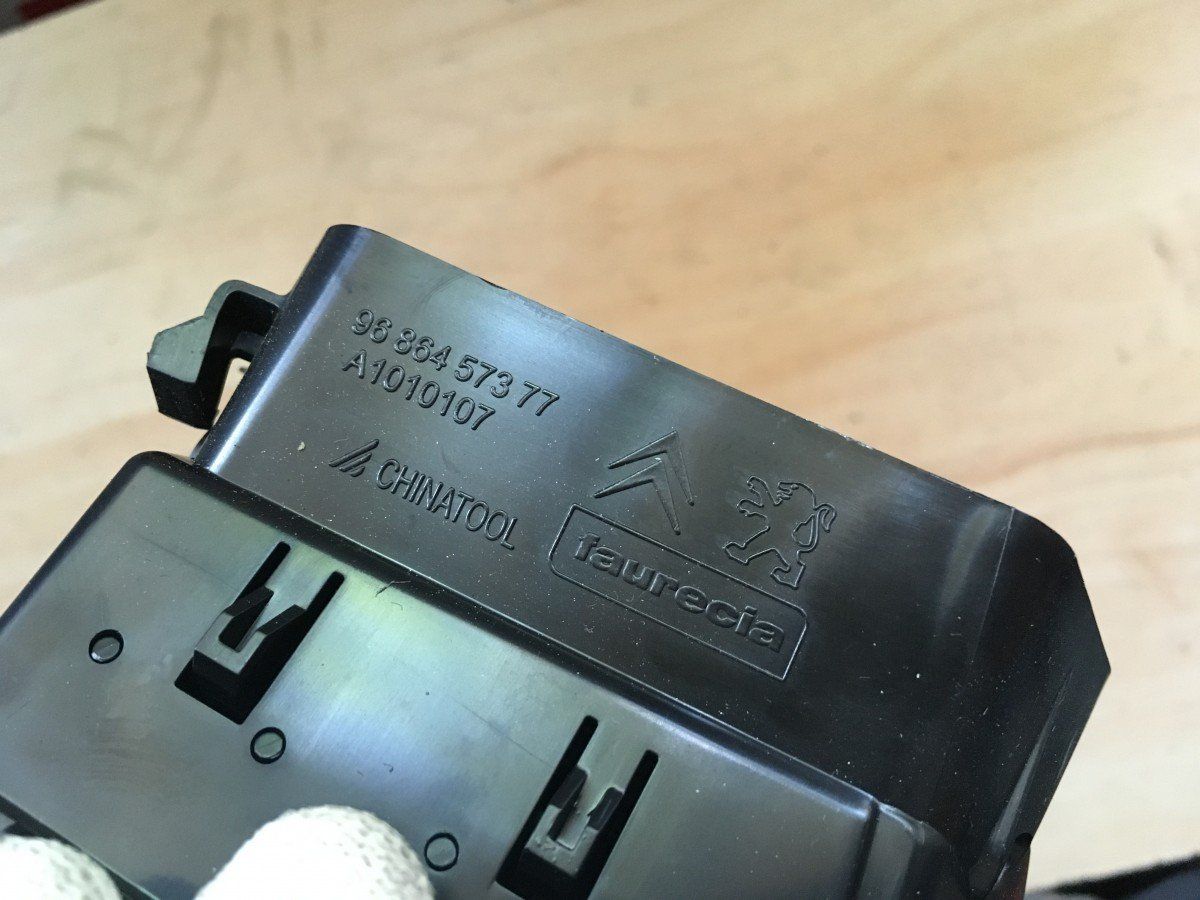 96 864 573 77
A1010107
CHINATOOL
faurecia